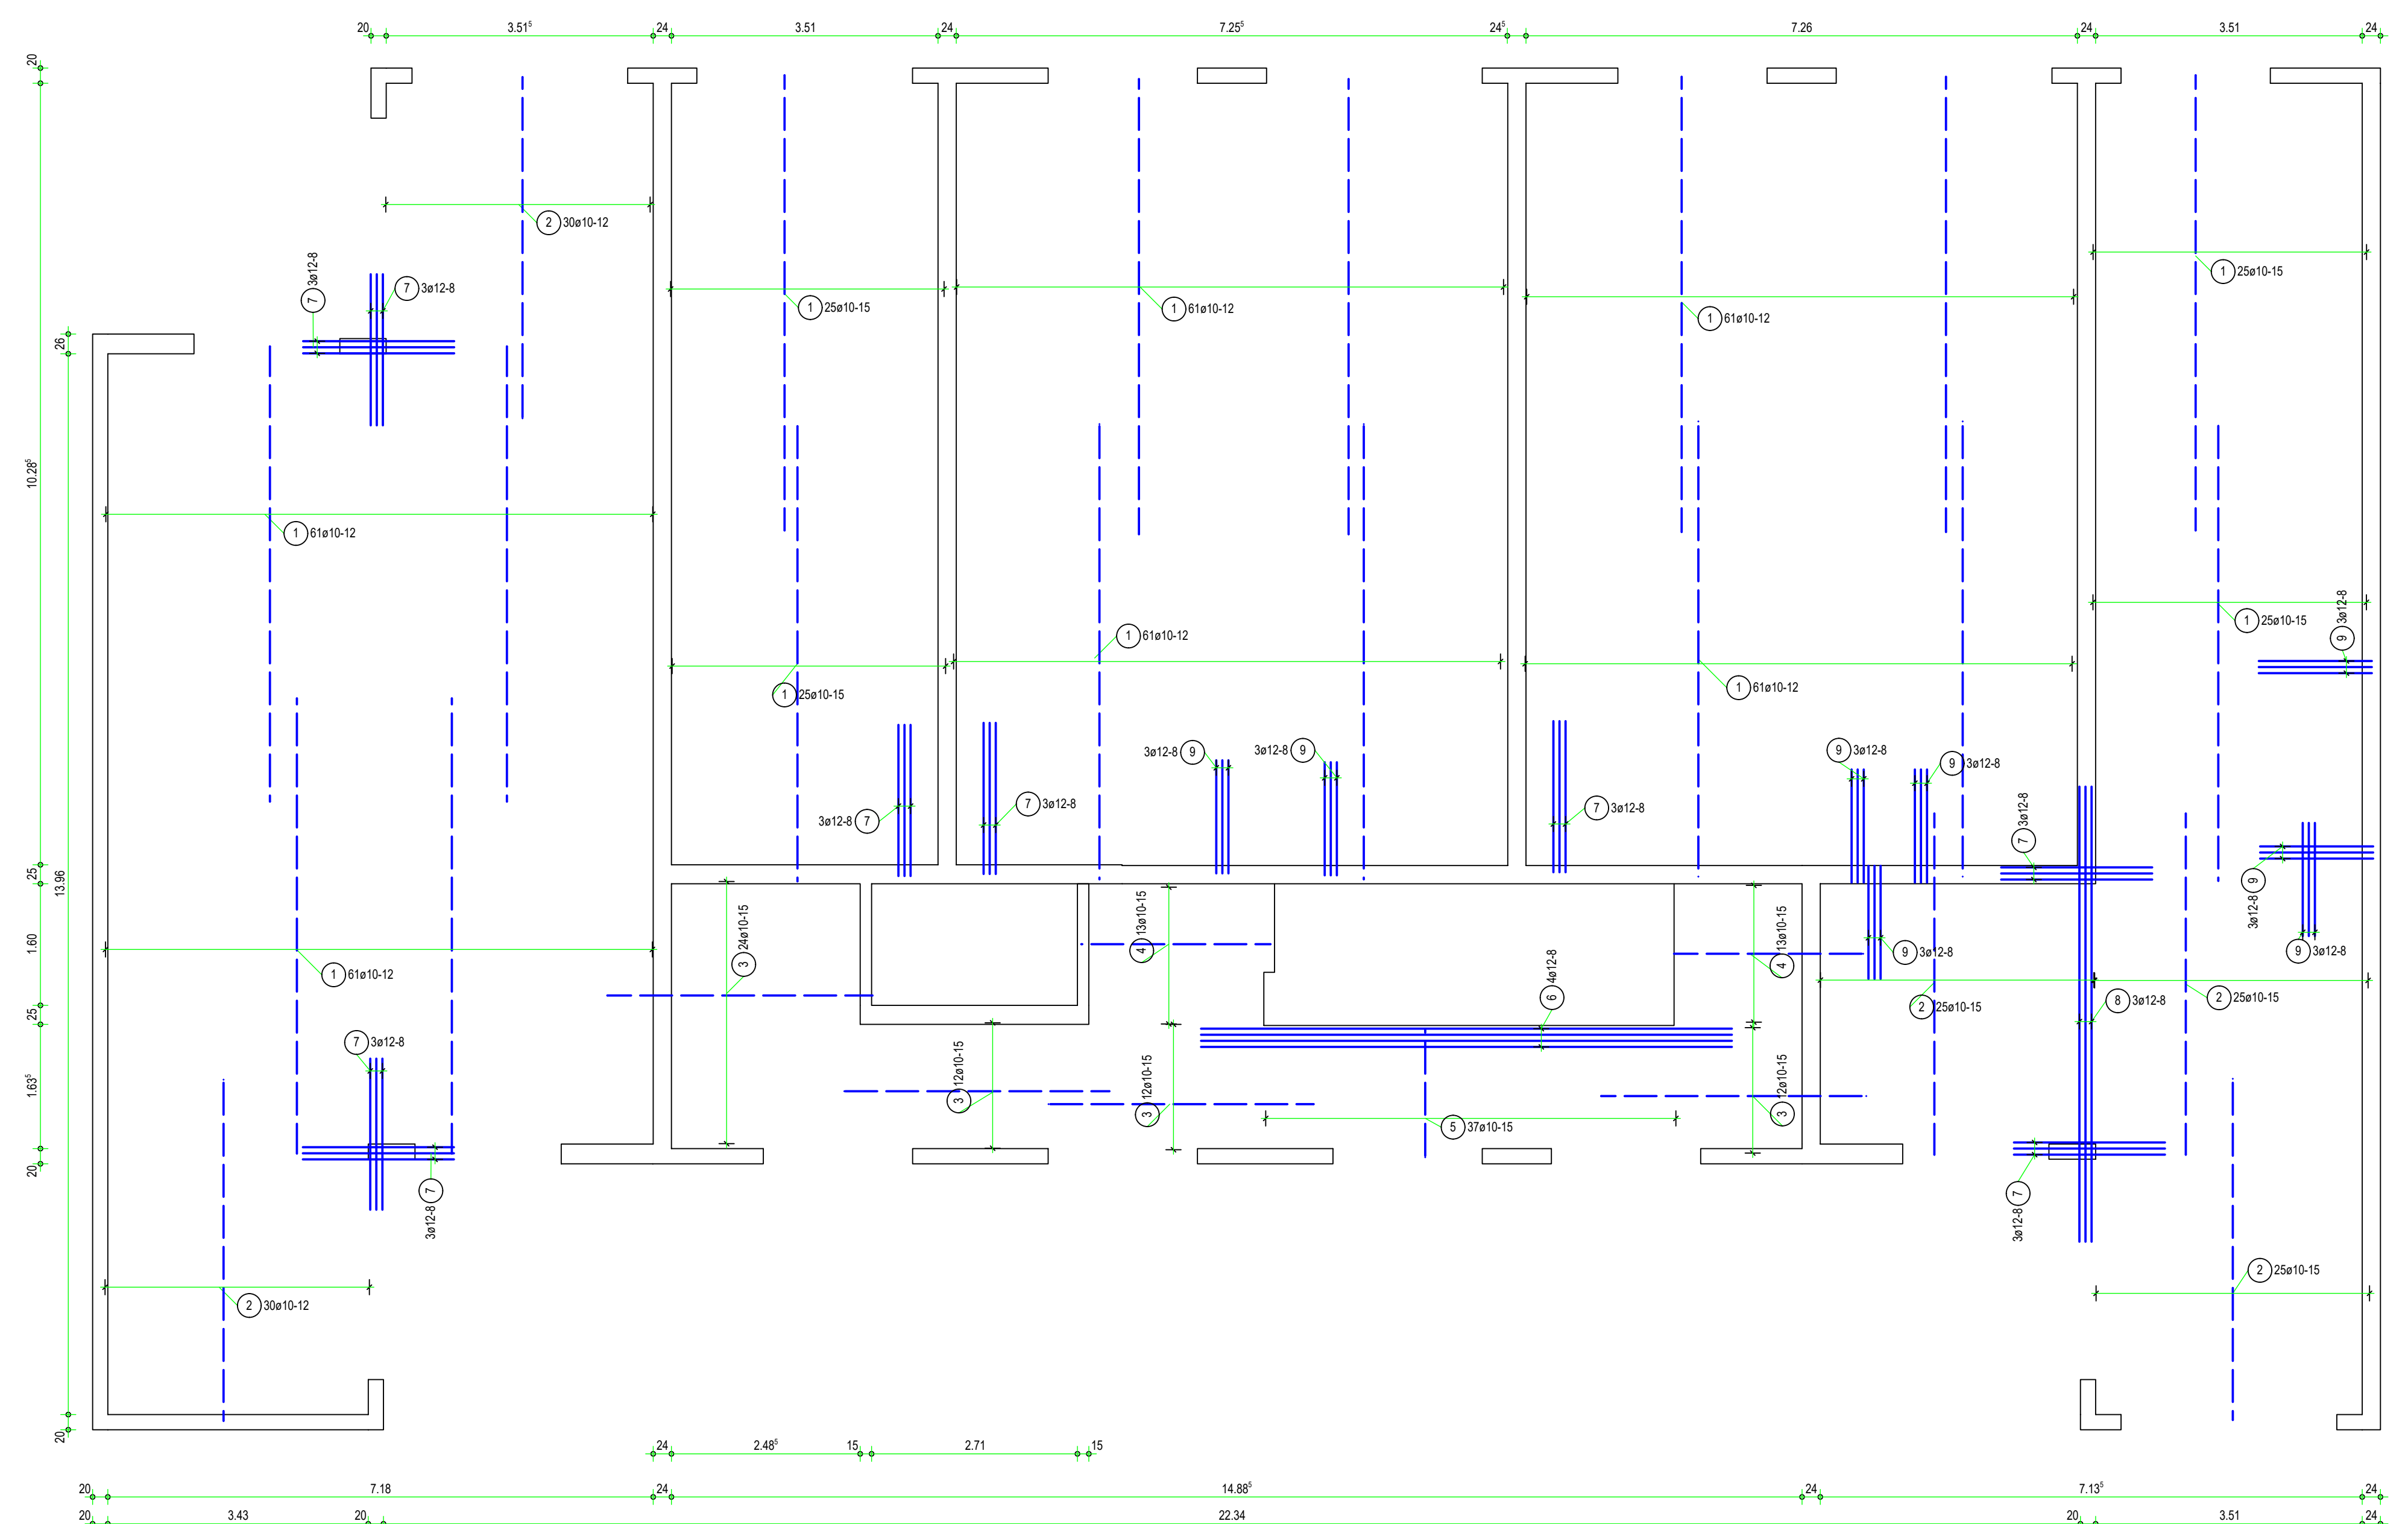 20 3.51⁵ 24 3.51 24 7.25⁵ 24⁵ 7.26 24 3.51 24
20
2 30ø10-12
3ø12-8 7
7 3ø12-8
1 25ø10-15
1 61ø10-12
1 61ø10-12
1 25ø10-15
26
10.28⁵
1 61ø10-12
1 61ø10-12
1 25ø10-15
1 61ø10-12
1 25ø10-15
9 3ø12-8
3ø12-8 7
7 3ø12-8
3ø12-8 9
3ø12-8 9
7 3ø12-8
9 3ø12-8
9 3ø12-8
7 3ø12-8
3ø12-8 9
9 3ø12-8
25
13.96
1.60
25
1.63⁵
20
1 61ø10-12
3 24ø10-15
4 13ø10-15
4 13ø10-15
9 3ø12-8
6 4ø12-8
2 25ø10-15
8 3ø12-8
2 25ø10-15
7 3ø12-8
3 12ø10-15
3 12ø10-15
3 12ø10-15
5 37ø10-15
3ø12-8 7
3ø12-8 7
2 30ø10-12
2 25ø10-15
20
24 2.48⁵ 15 2.71 15
20 7.18 24 14.88⁵ 24 7.13⁵ 24
20 3.43 20 22.34 20 3.51 24